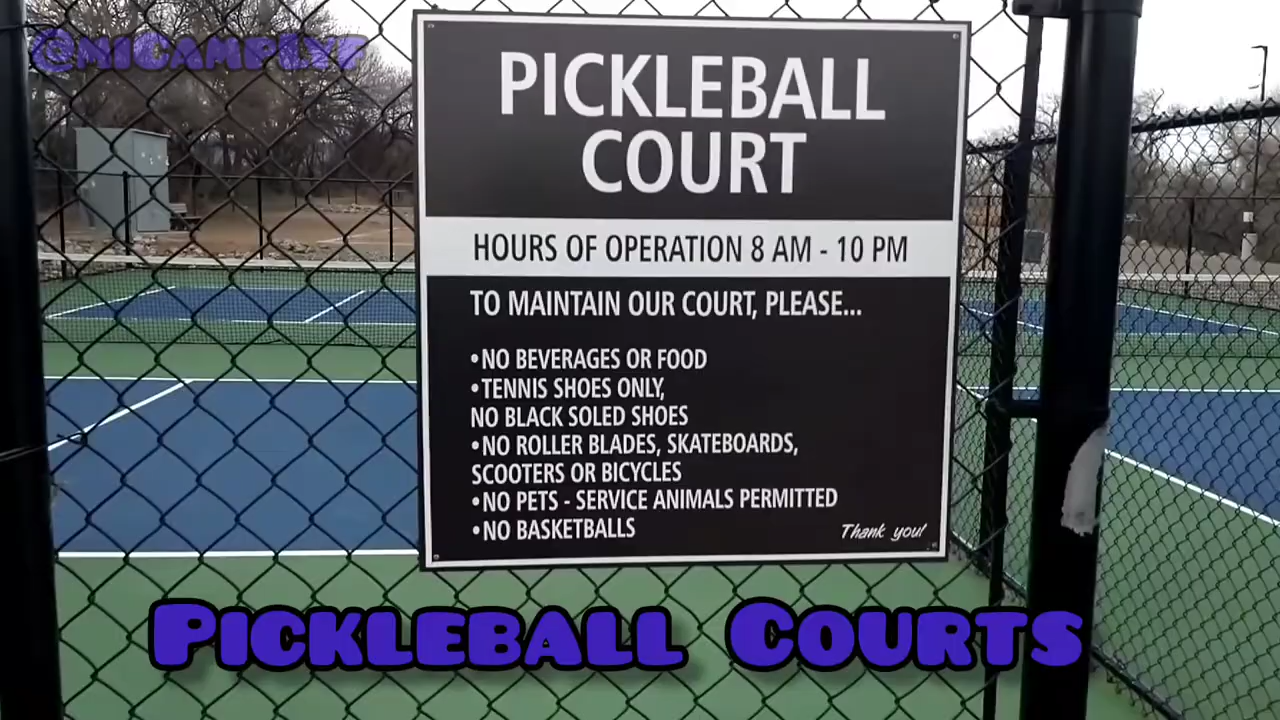 @MICAMPLYF
PICKLEBALL
COURT
HOURS OF OPERATION 8 AM - 10 PM
TO MAINTAIN OUR COURT, PLEASE...
•NO BEVERAGES OR FOOD
•TENNIS SHOES ONLY,
NO BLACK SOLED SHOES
•NO ROLLER BLADES, SKATEBOARDS,
SCOOTERS OR BICYCLES
•NO PETS - SERVICE ANIMALS PERMITTED
•NO BASKETBALLS
Thank you!
PICKLEBALL COURTS